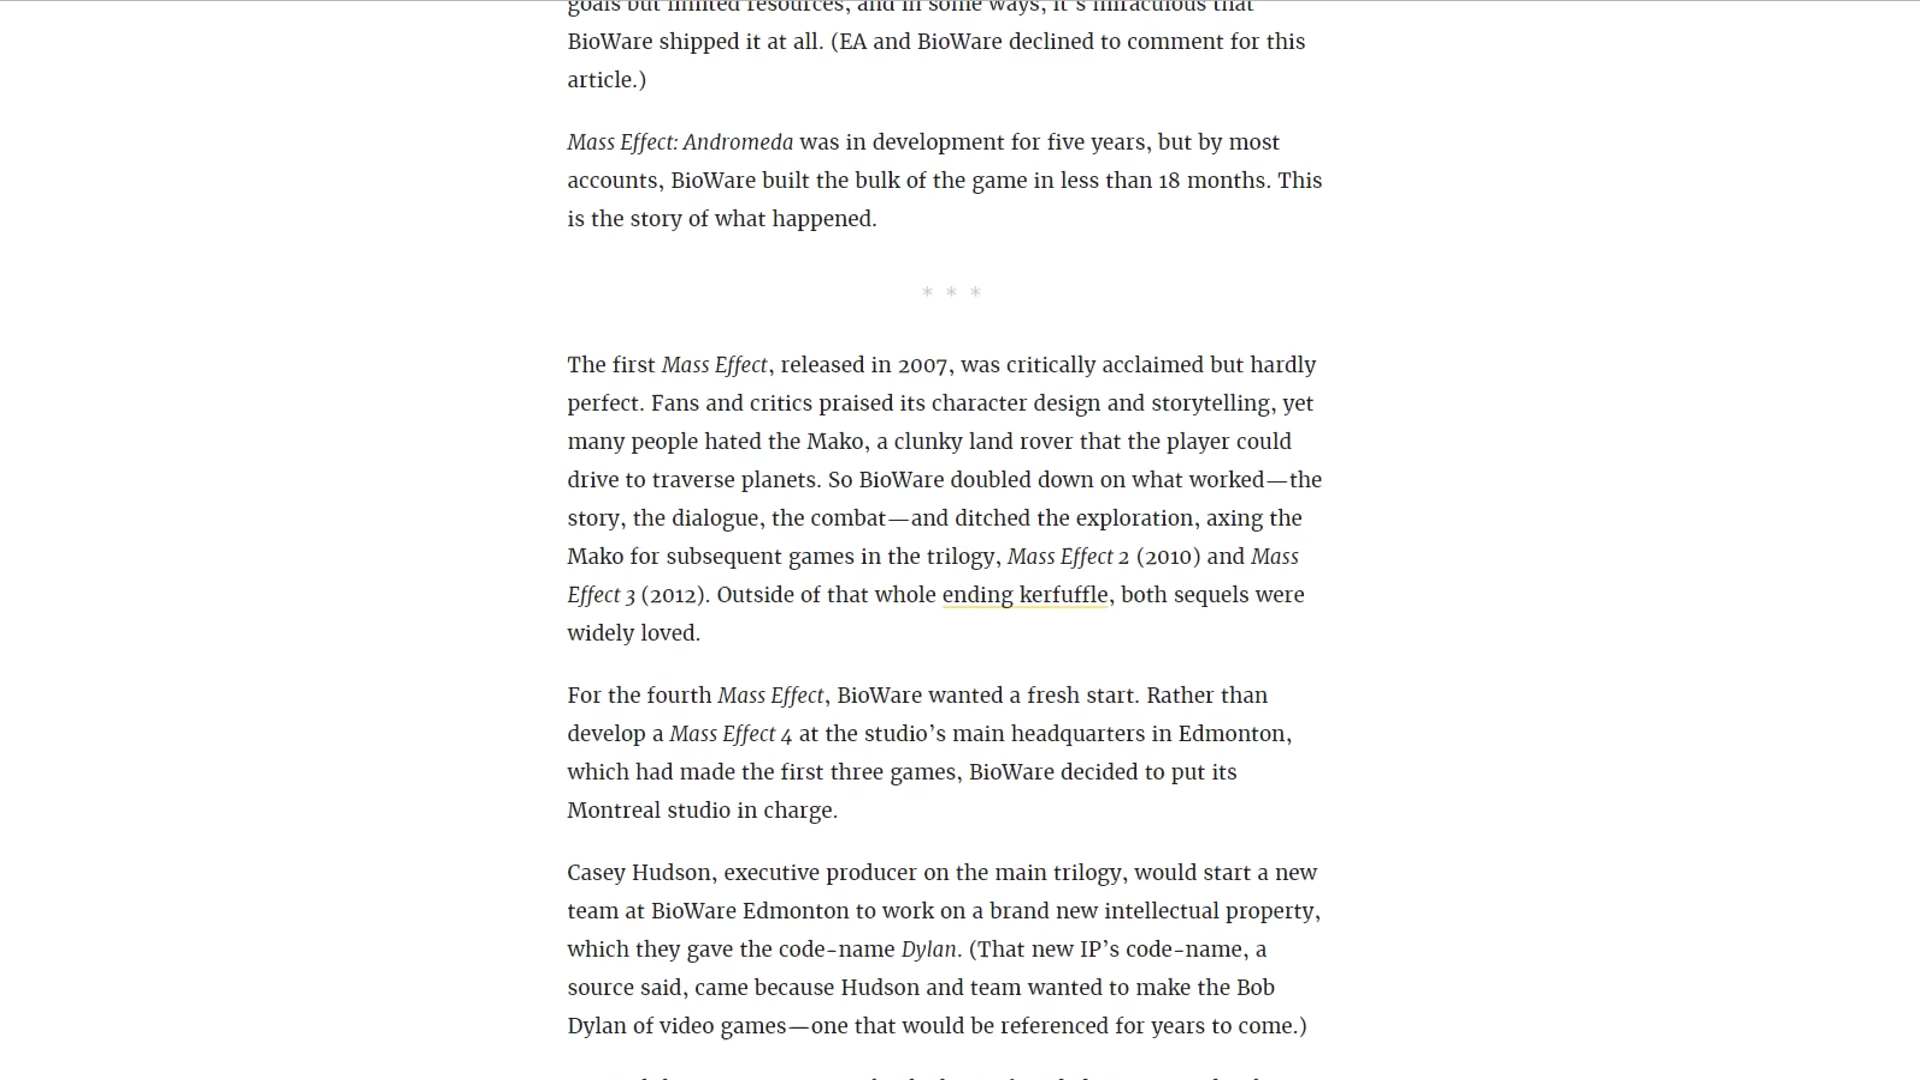 goals but limited resources, and in some ways, it's miraculous that
BioWare shipped it at all. (EA and BioWare declined to comment for this
article.)
Mass Effect: Andromeda was in development for five years, but by most
accounts, BioWare built the bulk of the game in less than 18 months. This
is the story of what happened.
* * *
The first Mass Effect, released in 2007, was critically acclaimed but hardly
perfect. Fans and critics praised its character design and storytelling, yet
many people hated the Mako, a clunky land rover that the player could
drive to traverse planets. So BioWare doubled down on what worked—the
story, the dialogue, the combat—and ditched the exploration, axing the
Mako for subsequent games in the trilogy, Mass Effect 2 (2010) and Mass
Effect 3 (2012). Outside of that whole ending kerfuffle, both sequels were
widely loved.
For the fourth Mass Effect, BioWare wanted a fresh start. Rather than
develop a Mass Effect 4 at the studio’s main headquarters in Edmonton,
which had made the first three games, BioWare decided to put its
Montreal studio in charge.
Casey Hudson, executive producer on the main trilogy, would start a new
team at BioWare Edmonton to work on a brand new intellectual property,
which they gave the code-name Dylan. (That new IP’s code-name, a
source said, came because Hudson and team wanted to make the Bob
Dylan of video games—one that would be referenced for years to come.)